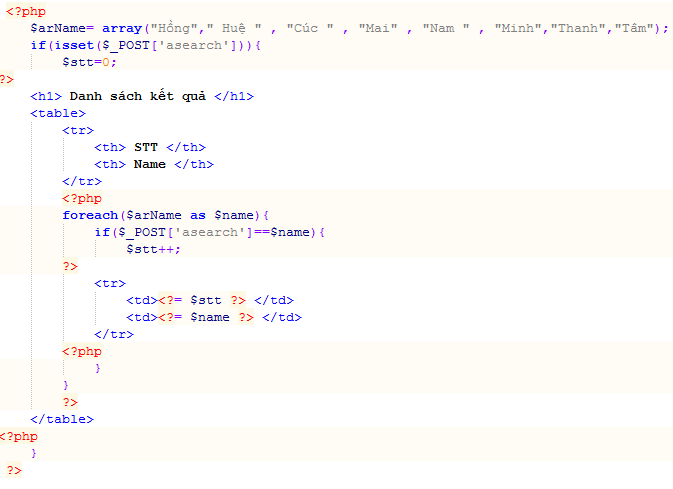 <?php
$arName= array("Hồng"," Huệ " , "Cúc " , "Mai" , "Nam " , "Minh","Thanh","Tâm");
if(isset($_POST['asearch'])){
$stt=0;
?>
<h1> Danh sách kết quả </h1>
<table>
<tr>
<th> STT </th>
<th> Name </th>
</tr>
<?php
foreach($arName as $name){
if($_POST['asearch']==$name){
$stt++;
?>
<tr>
<td><?= $stt ?> </td>
<td><?= $name ?> </td>
</tr>
<?php
}
}
?>
</table>
<?php
}
?>